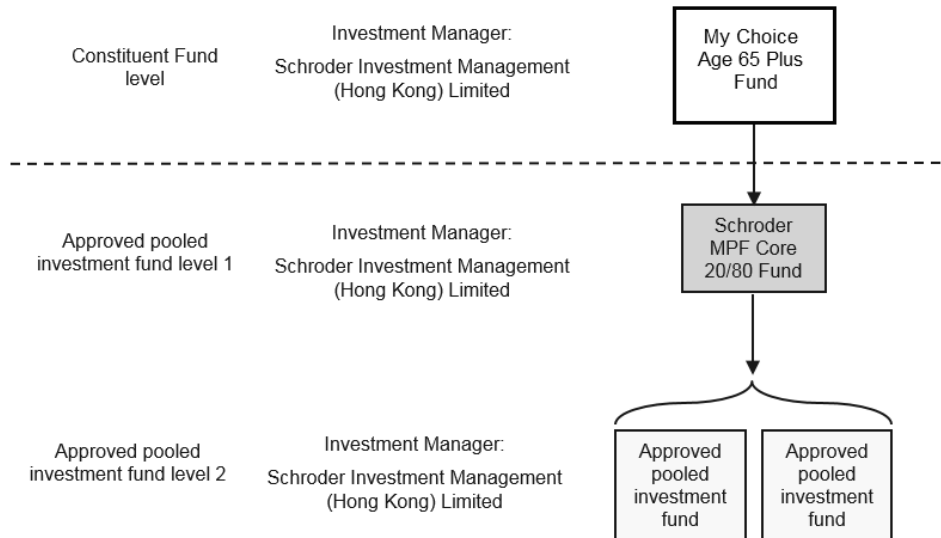 Constituent Fund
level
Investment Manager:
Schroder Investment Management
(Hong Kong) Limited
My Choice
Age 65 Plus
Fund
Approved pooled
investment fund level 1
Investment Manager:
Schroder Investment Management
(Hong Kong) Limited
Schroder
MPF Core
20/80 Fund
Approved pooled
investment fund level 2
Investment Manager:
Schroder Investment Management
(Hong Kong) Limited
Approved
pooled
investment
fund
Approved
pooled
investment
fund